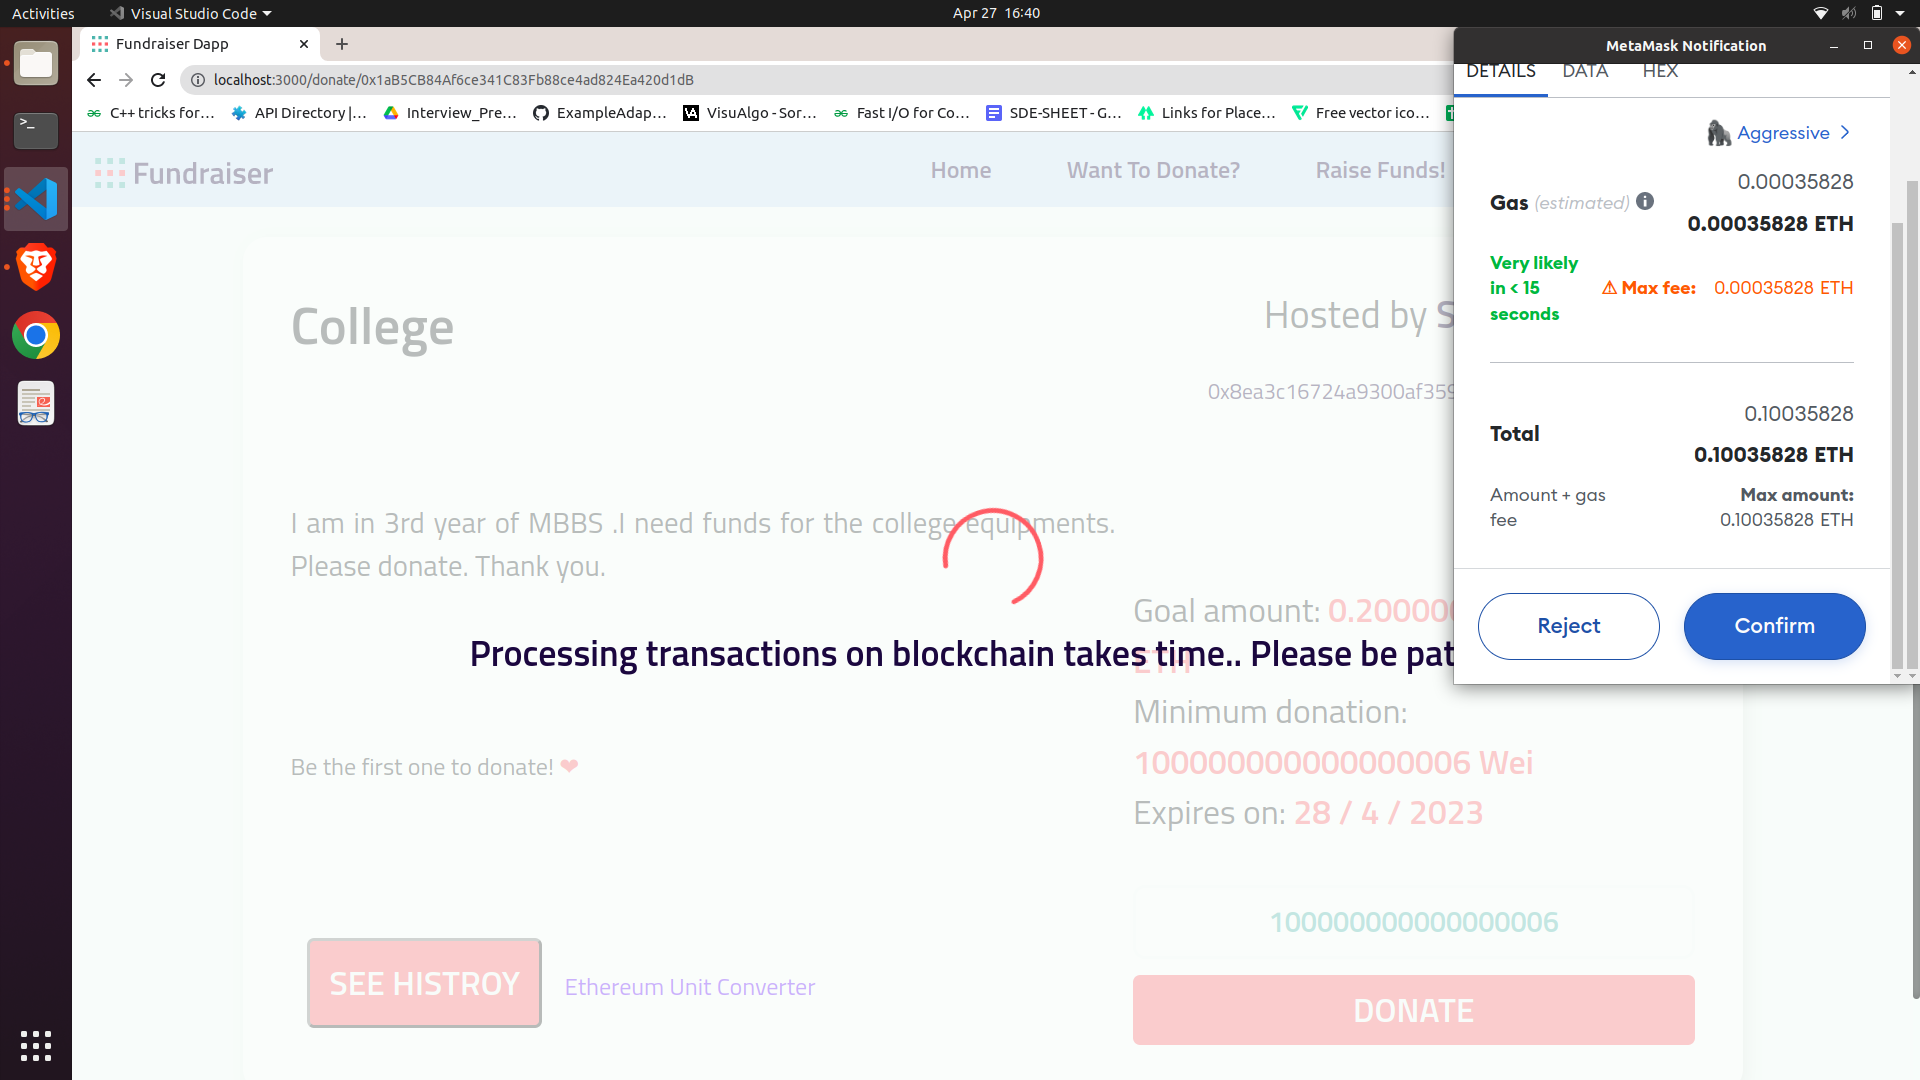 Activities
Visual Studio Code
Apr 27 16:40
Fundraiser Dapp
localhost:3000/donate/0x1aB5CB84Af6ce341C83Fb88ce4ad824Ea420d1dB
C++ tricks for…
API Directory |…
Interview_Pre…
ExampleAdap…
VisuAlgo - Sor…
Fast I/O for Co…
SDE-SHEET - G…
Links for Place…
Free vector ico…
Fundraiser
Home
Want To Donate?
Raise Funds!
College
Hosted by S
0x8ea3c16724a9300af359
I am in 3rd year of MBBS .I need funds for the college equipments.
Please donate. Thank you.
Processing transactions on blockchain takes time.. Please be pat
Goal amount: 0.200000
ETH
Minimum donation:
100000000000000006 Wei
Expires on: 28 / 4 / 2023
Be the first one to donate! ❤
100000000000000006
SEE HISTROY
Ethereum Unit Converter
DONATE
MetaMask Notification
DETAILS
DATA
HEX
Aggressive
Gas (estimated)
0.00035828
0.00035828 ETH
Very likely
in < 15
seconds
Max fee:
0.00035828 ETH
Total
0.10035828
0.10035828 ETH
Amount + gas
fee
Max amount:
0.10035828 ETH
Reject
Confirm